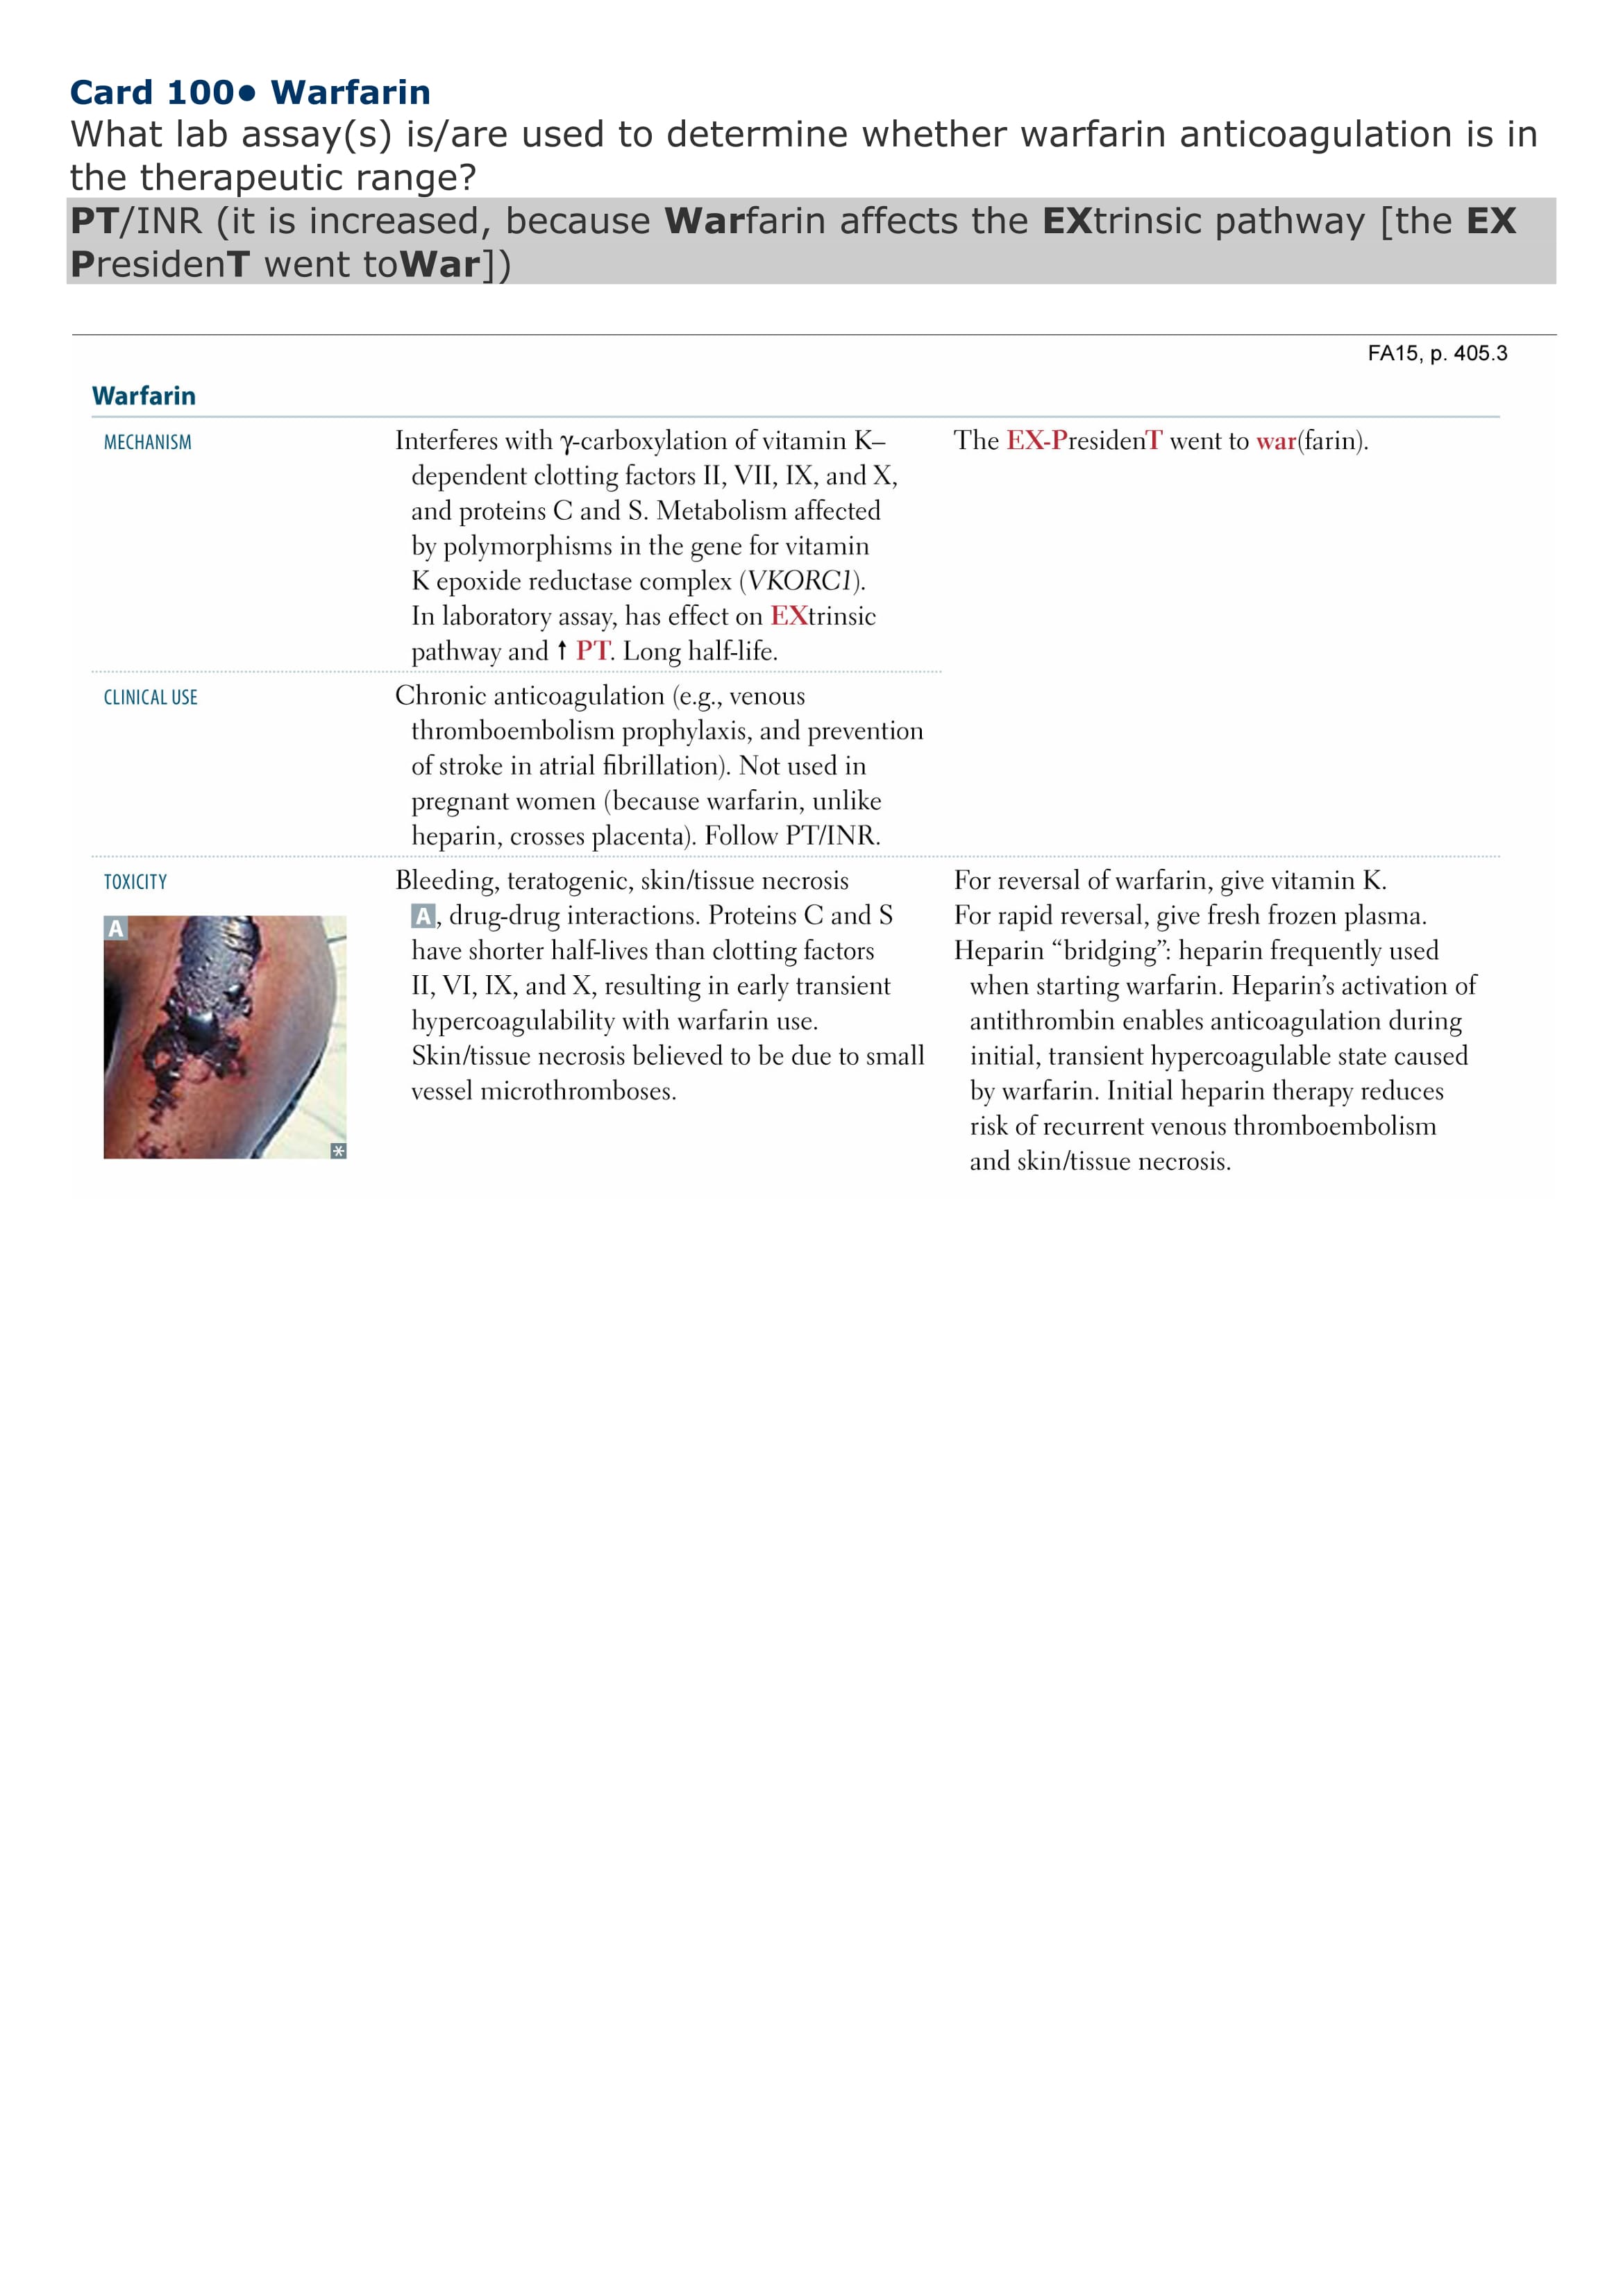 Card 100● Warfarin
What lab assay(s) is/are used to determine whether warfarin anticoagulation is in
the therapeutic range?
PT/INR (it is increased, because Warfarin affects the EXtrinsic pathway [the EX
PresidenT went toWar])
FA15, p. 405.3
Warfarin
MECHANISM
Interferes with γ-carboxylation of vitamin K–
dependent clotting factors II, VII, IX, and X,
and proteins C and S. Metabolism affected
by polymorphisms in the gene for vitamin
K epoxide reductase complex (VKORC1).
In laboratory assay, has effect on EXtrinsic
pathway and ↑ PT. Long half-life.
The EX-PresidenT went to war(farin).
CLINICAL USE
Chronic anticoagulation (e.g., venous
thromboembolism prophylaxis, and prevention
of stroke in atrial fibrillation). Not used in
pregnant women (because warfarin, unlike
heparin, crosses placenta). Follow PT/INR.
TOXICITY
A
*
Bleeding, teratogenic, skin/tissue necrosis
A, drug-drug interactions. Proteins C and S
have shorter half-lives than clotting factors
II, VI, IX, and X, resulting in early transient
hypercoagulability with warfarin use.
Skin/tissue necrosis believed to be due to small
vessel microthromboses.
For reversal of warfarin, give vitamin K.
For rapid reversal, give fresh frozen plasma.
Heparin “bridging”: heparin frequently used
when starting warfarin. Heparin’s activation of
antithrombin enables anticoagulation during
initial, transient hypercoagulable state caused
by warfarin. Initial heparin therapy reduces
risk of recurrent venous thromboembolism
and skin/tissue necrosis.